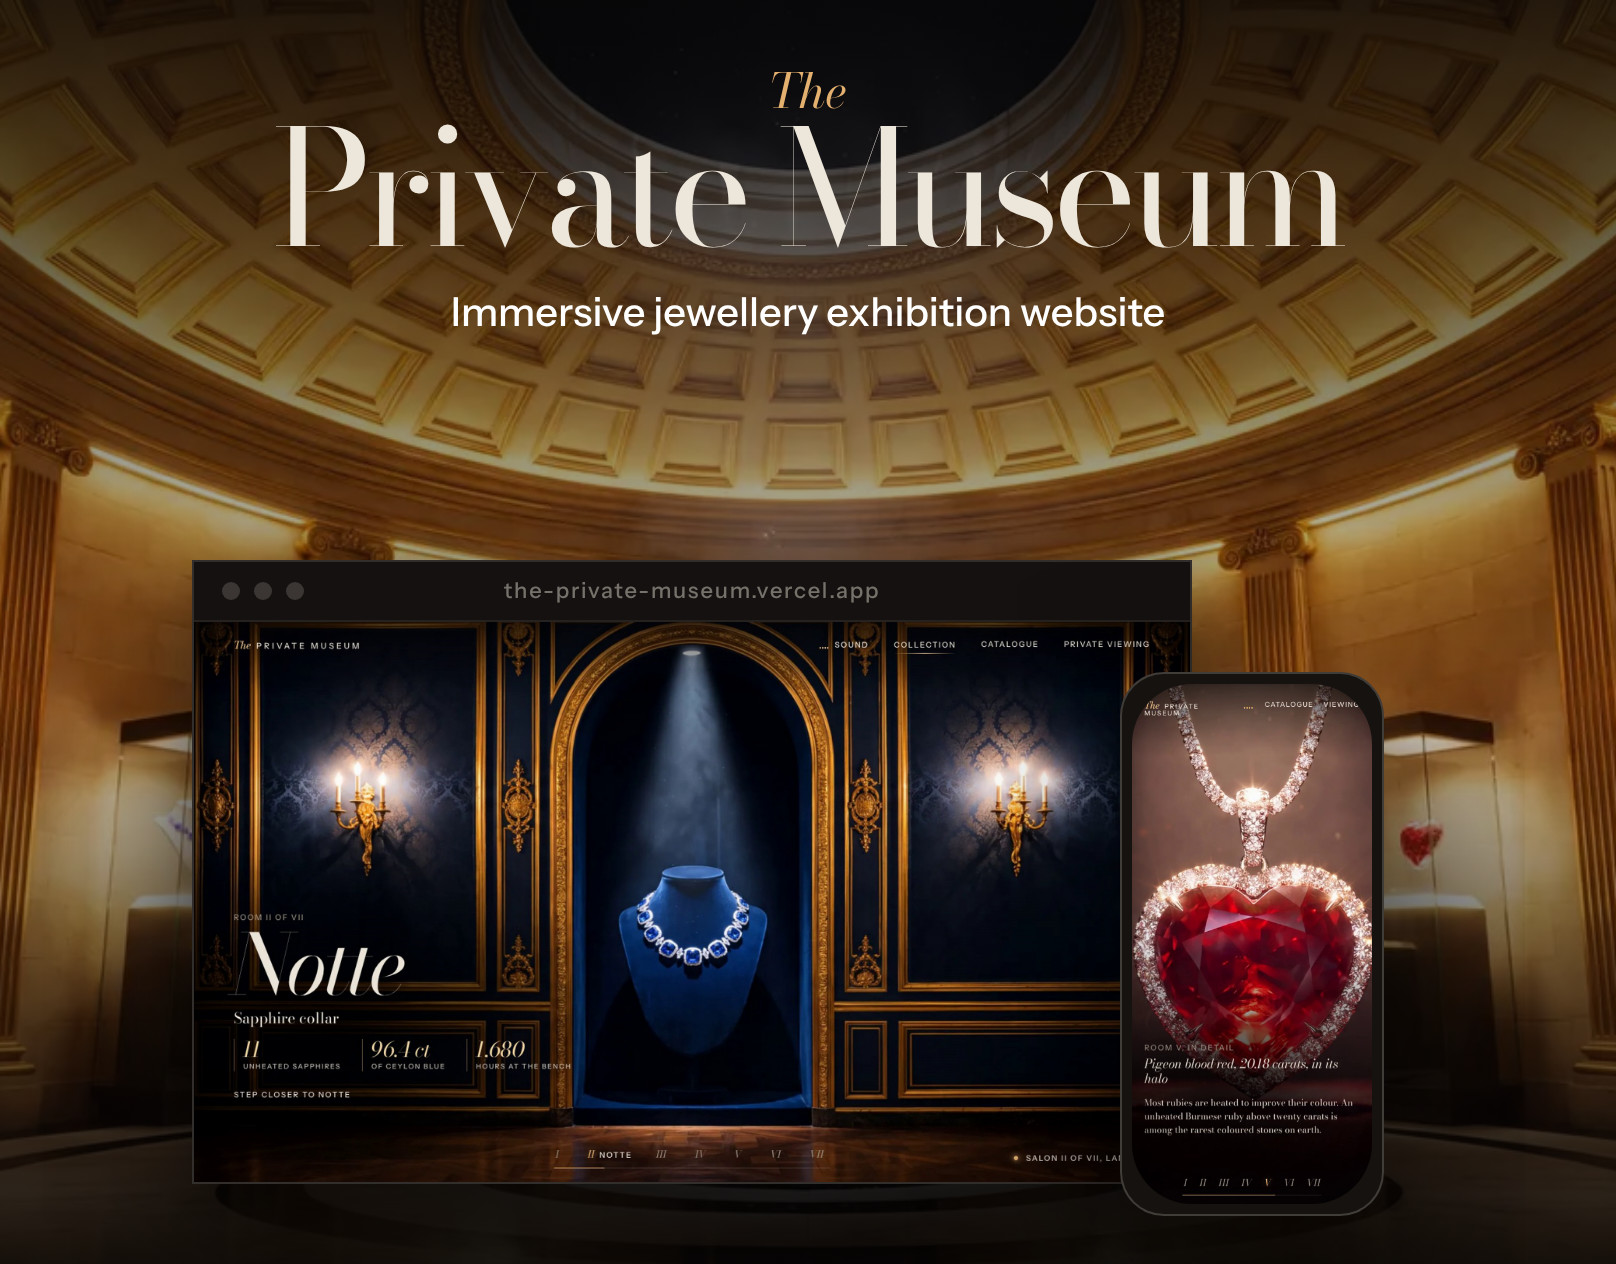 The
Private Museum
Immersive jewellery exhibition website
the-private-museum.vercel.app
The PRIVATE MUSEUM
SOUND COLLECTION CATALOGUE PRIVATE VIEWING
ROOM II OF VII
Notte
Sapphire collar
11 96.4 ct 1.680
UNHEATED SAPPHIRES OF CEYLON BLUE HOURS AT THE BENCH
STEP CLOSER TO NOTTE
I II NOTTE III IV V VI VII
SALON II OF VII,
The PRIVATE
MUSEUM
CATALOGUE VIEWING
ROOM V, IN DETAIL
Pigeon blood red, 20.18 carats, in its
halo
Most rubies are heated to improve their colour. An
unheated Burmese ruby above twenty carats is
among the rarest coloured stones on earth.
I II III IV V VI VII